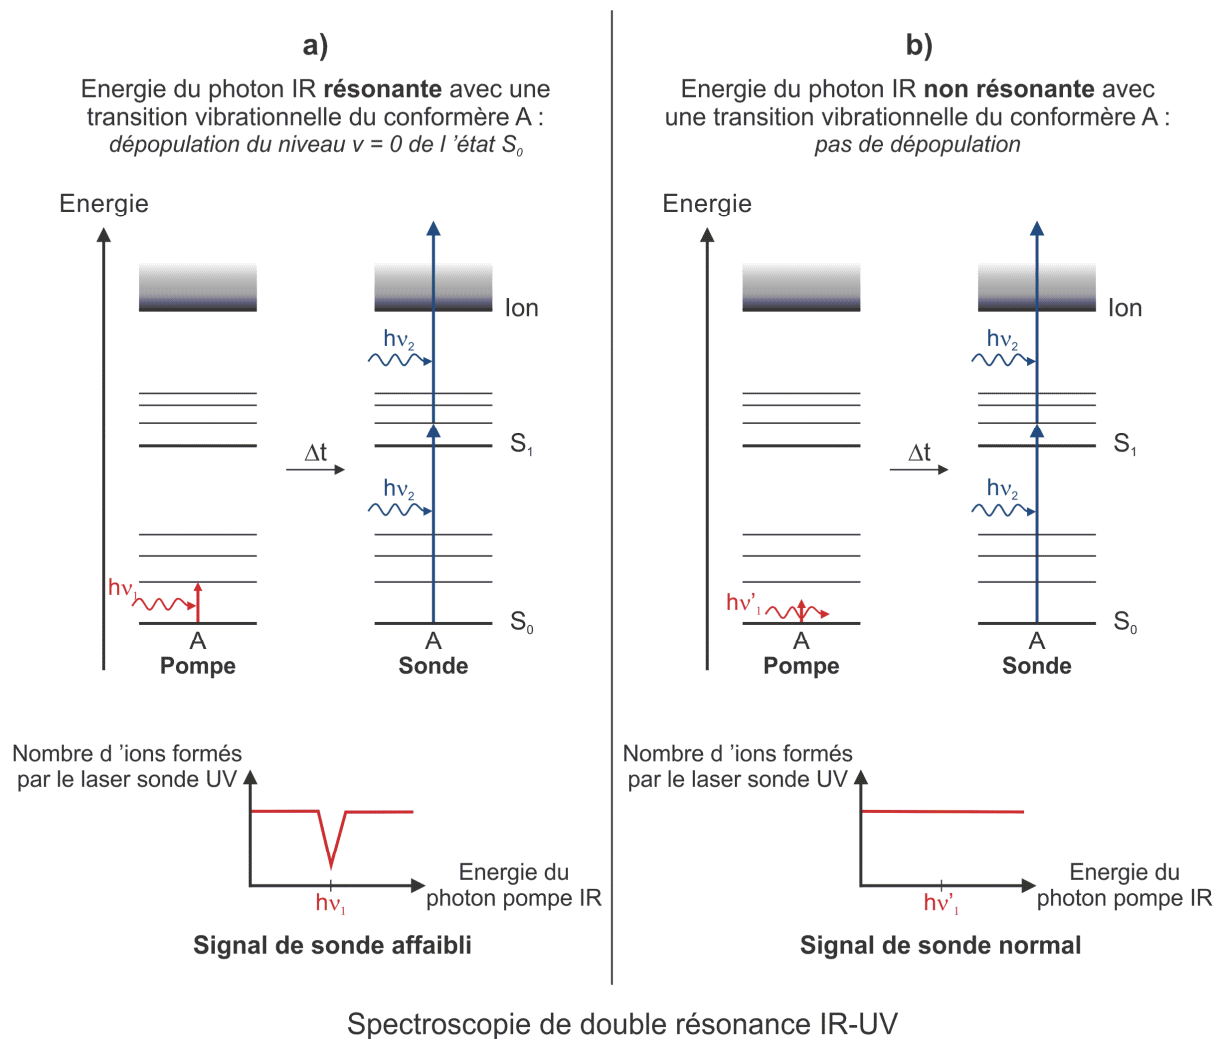 a)
Energie du photon IR résonante avec une
transition vibrationnelle du conformère A :
dépopulation du niveau v = 0 de l 'état S0
Energie
Ion
hν2
S1
Δt
hν2
hν1
S0
A
A
Pompe
Sonde
Nombre d 'ions formés
par le laser sonde UV
Energie du
photon pompe IR
hν1
Signal de sonde affaibli
b)
Energie du photon IR non résonante avec
une transition vibrationnelle du conformère A :
pas de dépopulation
Energie
Ion
hν2
S1
Δt
hν2
hν'1
S0
A
A
Pompe
Sonde
Nombre d 'ions formés
par le laser sonde UV
Energie du
photon pompe IR
hν'1
Signal de sonde normal
Spectroscopie de double résonance IR-UV